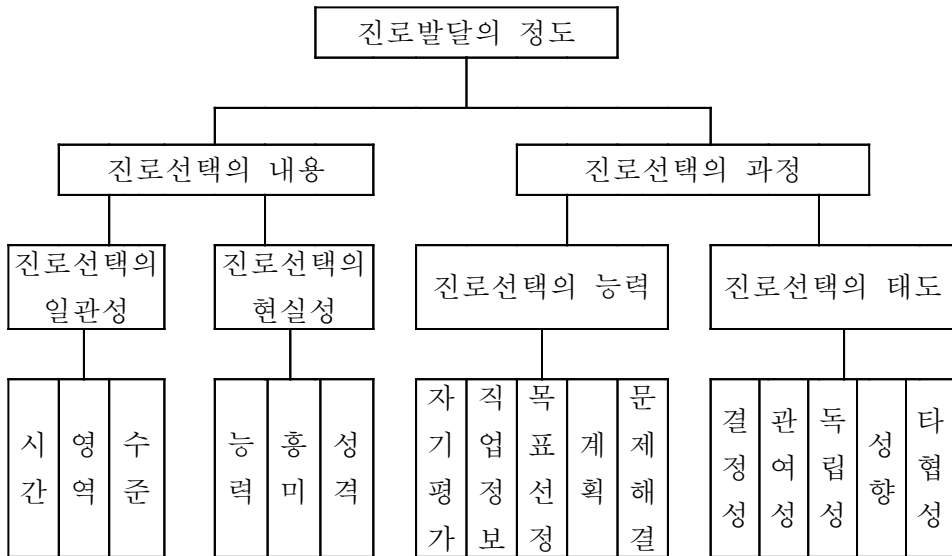 진로발달의 정도
진로선택의 내용
진로선택의 과정
진로선택의
일관성
진로선택의
현실성
진로선택의 능력
진로선택의 태도
시간
영역
수준
능력
흥미
성격
자기평가
직업정보
목표선정
계획
문제해결
결정성
관여성
독립성
성향
타협성